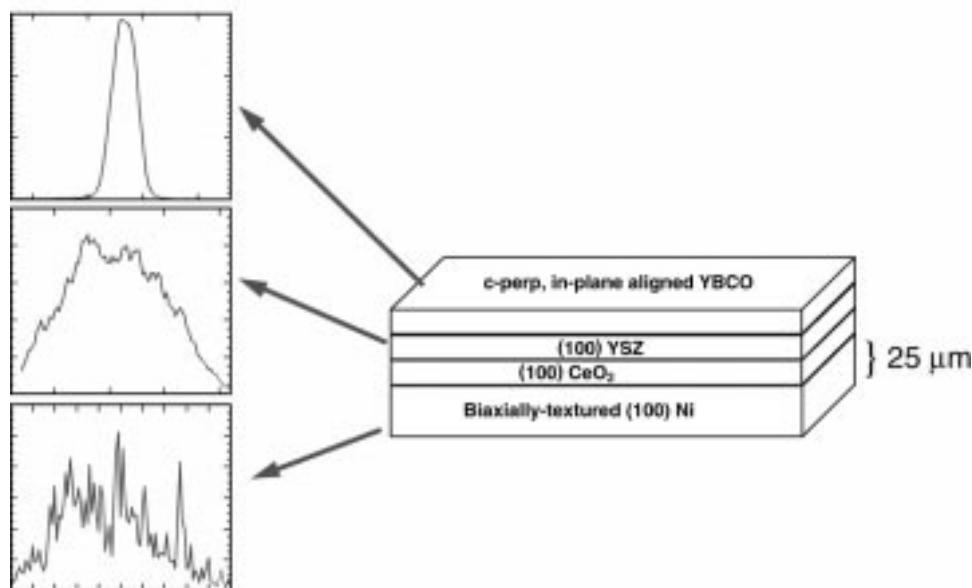 c-perp, in-plane aligned YBCO
(100) YSZ
(100) CeO₂
} 25 μm
Biaxially-textured (100) Ni